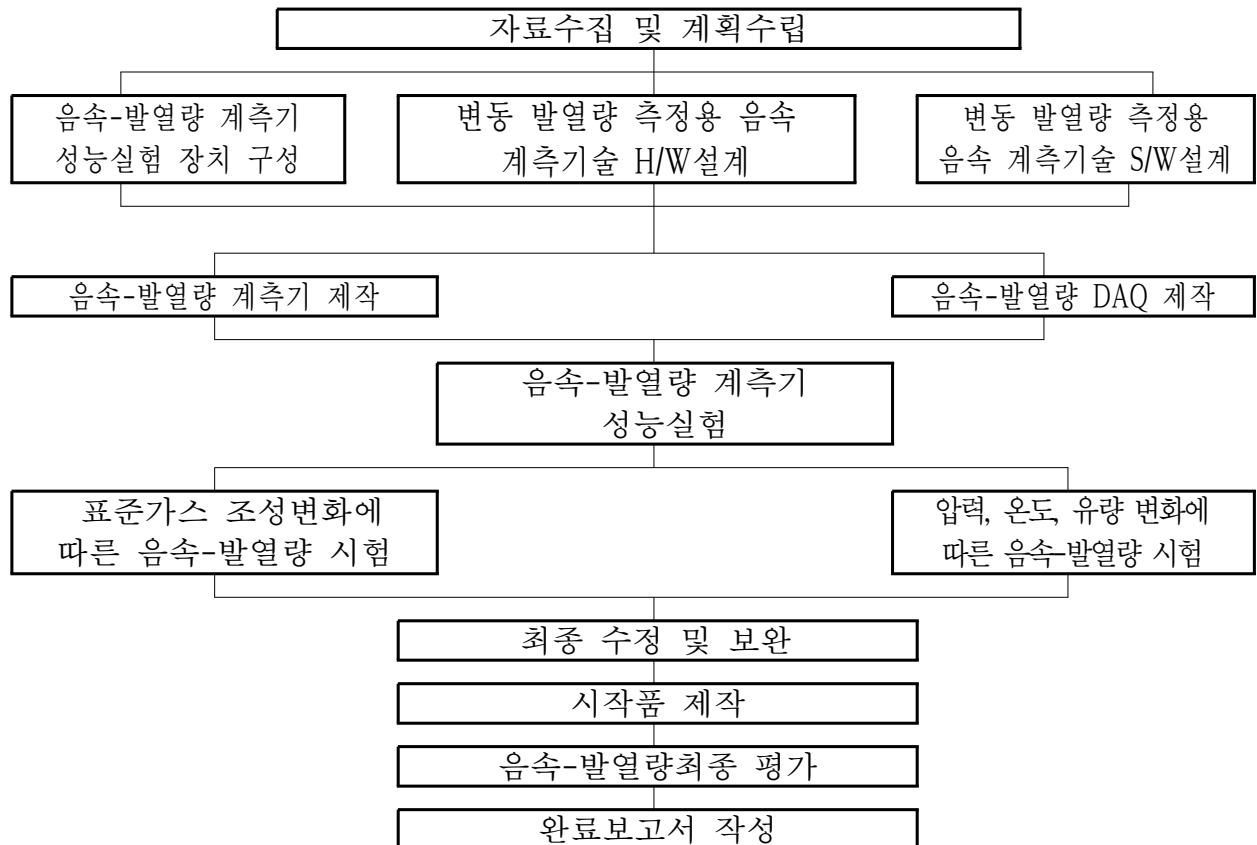 자료수집 및 계획수립
음속-발열량 계측기
성능실험 장치 구성
변동 발열량 측정용 음속
계측기술 H/W설계
변동 발열량 측정용
음속 계측기술 S/W설계
음속-발열량 계측기 제작
음속-발열량 DAQ 제작
음속-발열량 계측기
성능실험
표준가스 조성변화에
따른 음속-발열량 시험
압력, 온도, 유량 변화에
따른 음속-발열량 시험
최종 수정 및 보완
시작품 제작
음속-발열량최종 평가
완료보고서 작성